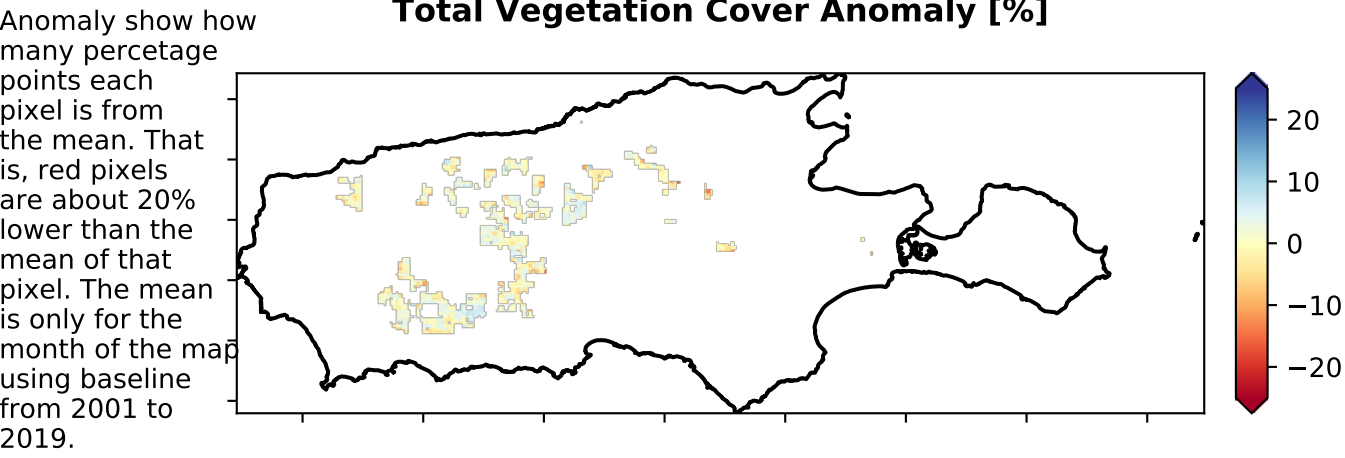 Total Vegetation Cover Anomaly [%]
Anomaly show how
many percetage
points each
pixel is from
the mean. That
is, red pixels
are about 20%
lower than the
mean of that
pixel. The mean
is only for the
month of the map
using baseline
from 2001 to
2019.
20
10
0
−10
−20